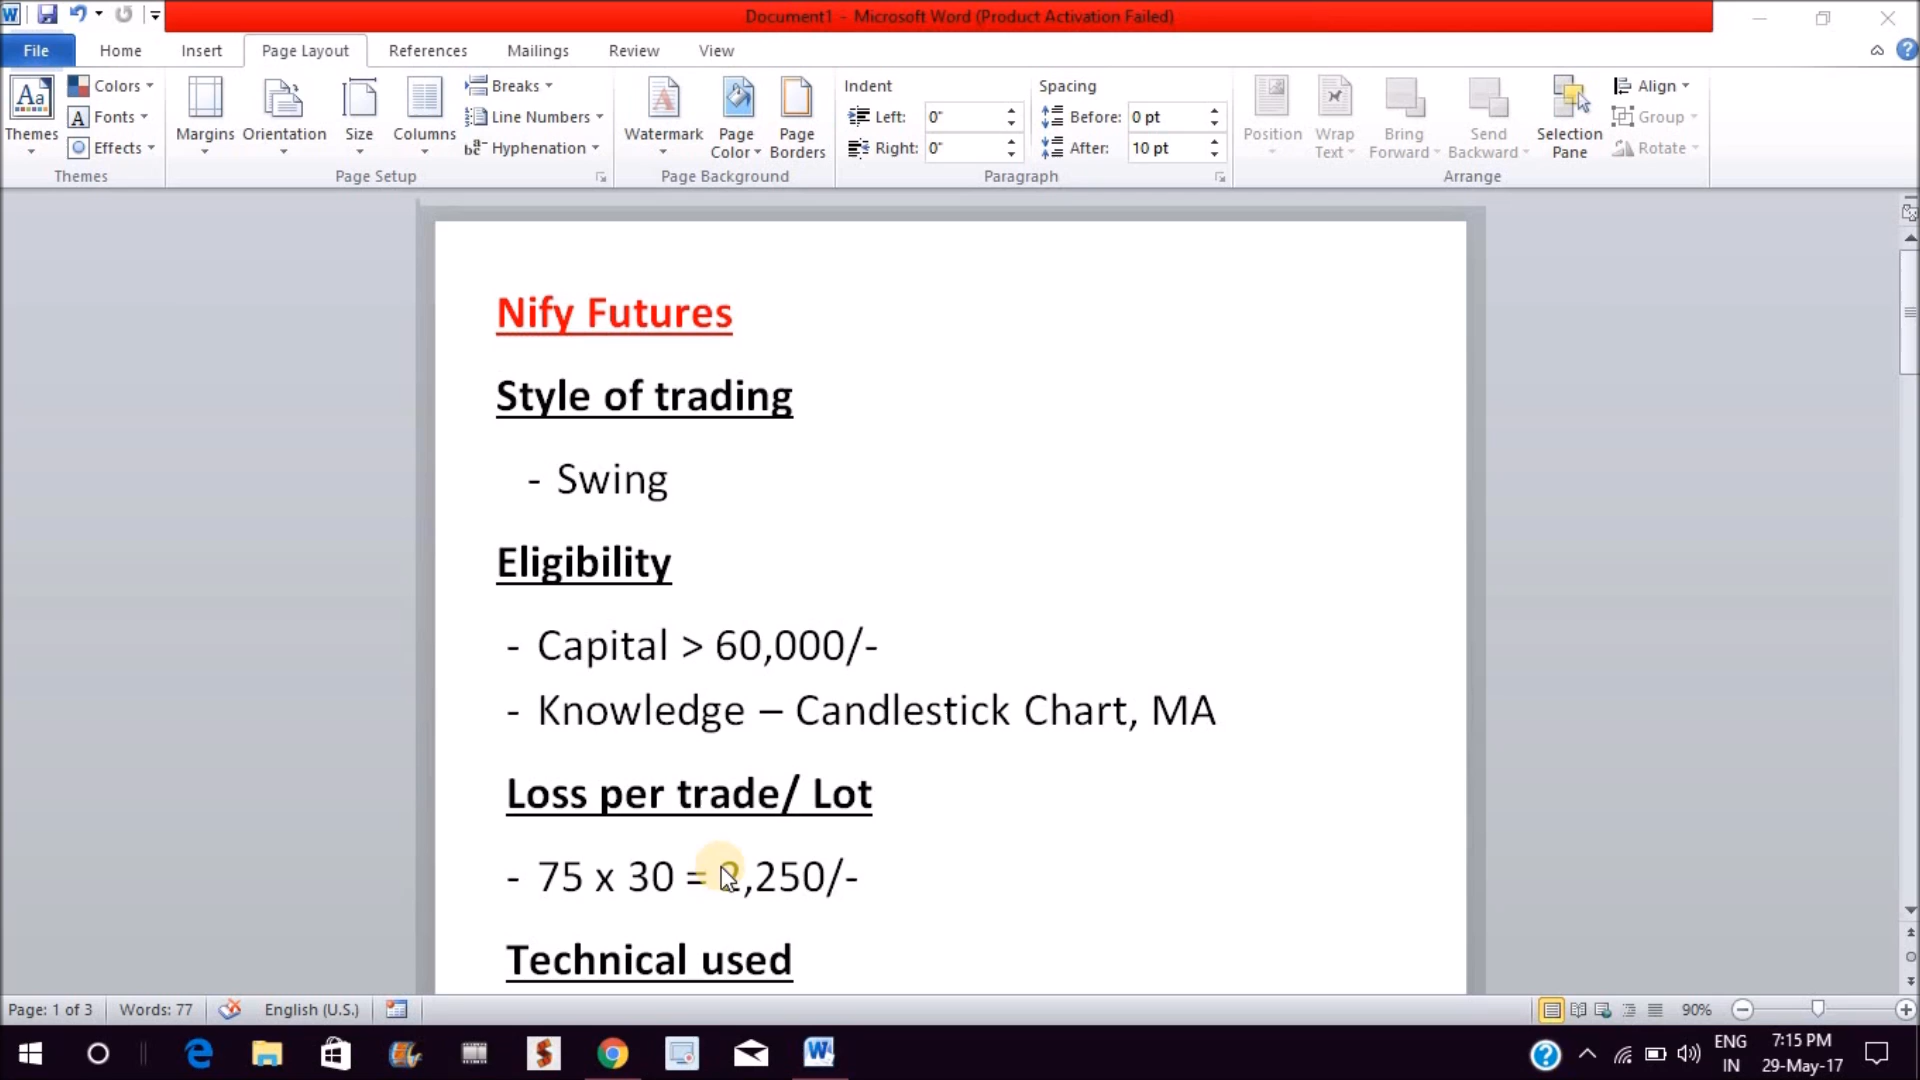 Document1 - Microsoft Word (Product Activation Failed)
File Home Insert Page Layout References Mailings Review View
Themes
Colors
Fonts
Effects
Themes
Margins
Orientation
Size
Columns
Breaks
Line Numbers
Hyphenation
Page Setup
Watermark
Page Color
Page Borders
Page Background
Indent
Left: 0"
Right: 0"
Spacing
Before: 0 pt
After: 10 pt
Paragraph
Position
Wrap Text
Bring Forward
Send Backward
Selection Pane
Align
Group
Rotate
Arrange
Nify Futures
Style of trading
- Swing
Eligibility
- Capital > 60,000/-
- Knowledge – Candlestick Chart, MA
Loss per trade/ Lot
- 75 x 30 = 2,250/-
Technical used
Page: 1 of 3 Words: 77 English (U.S.) 90%
ENG 7:15 PM
IN 29-May-17